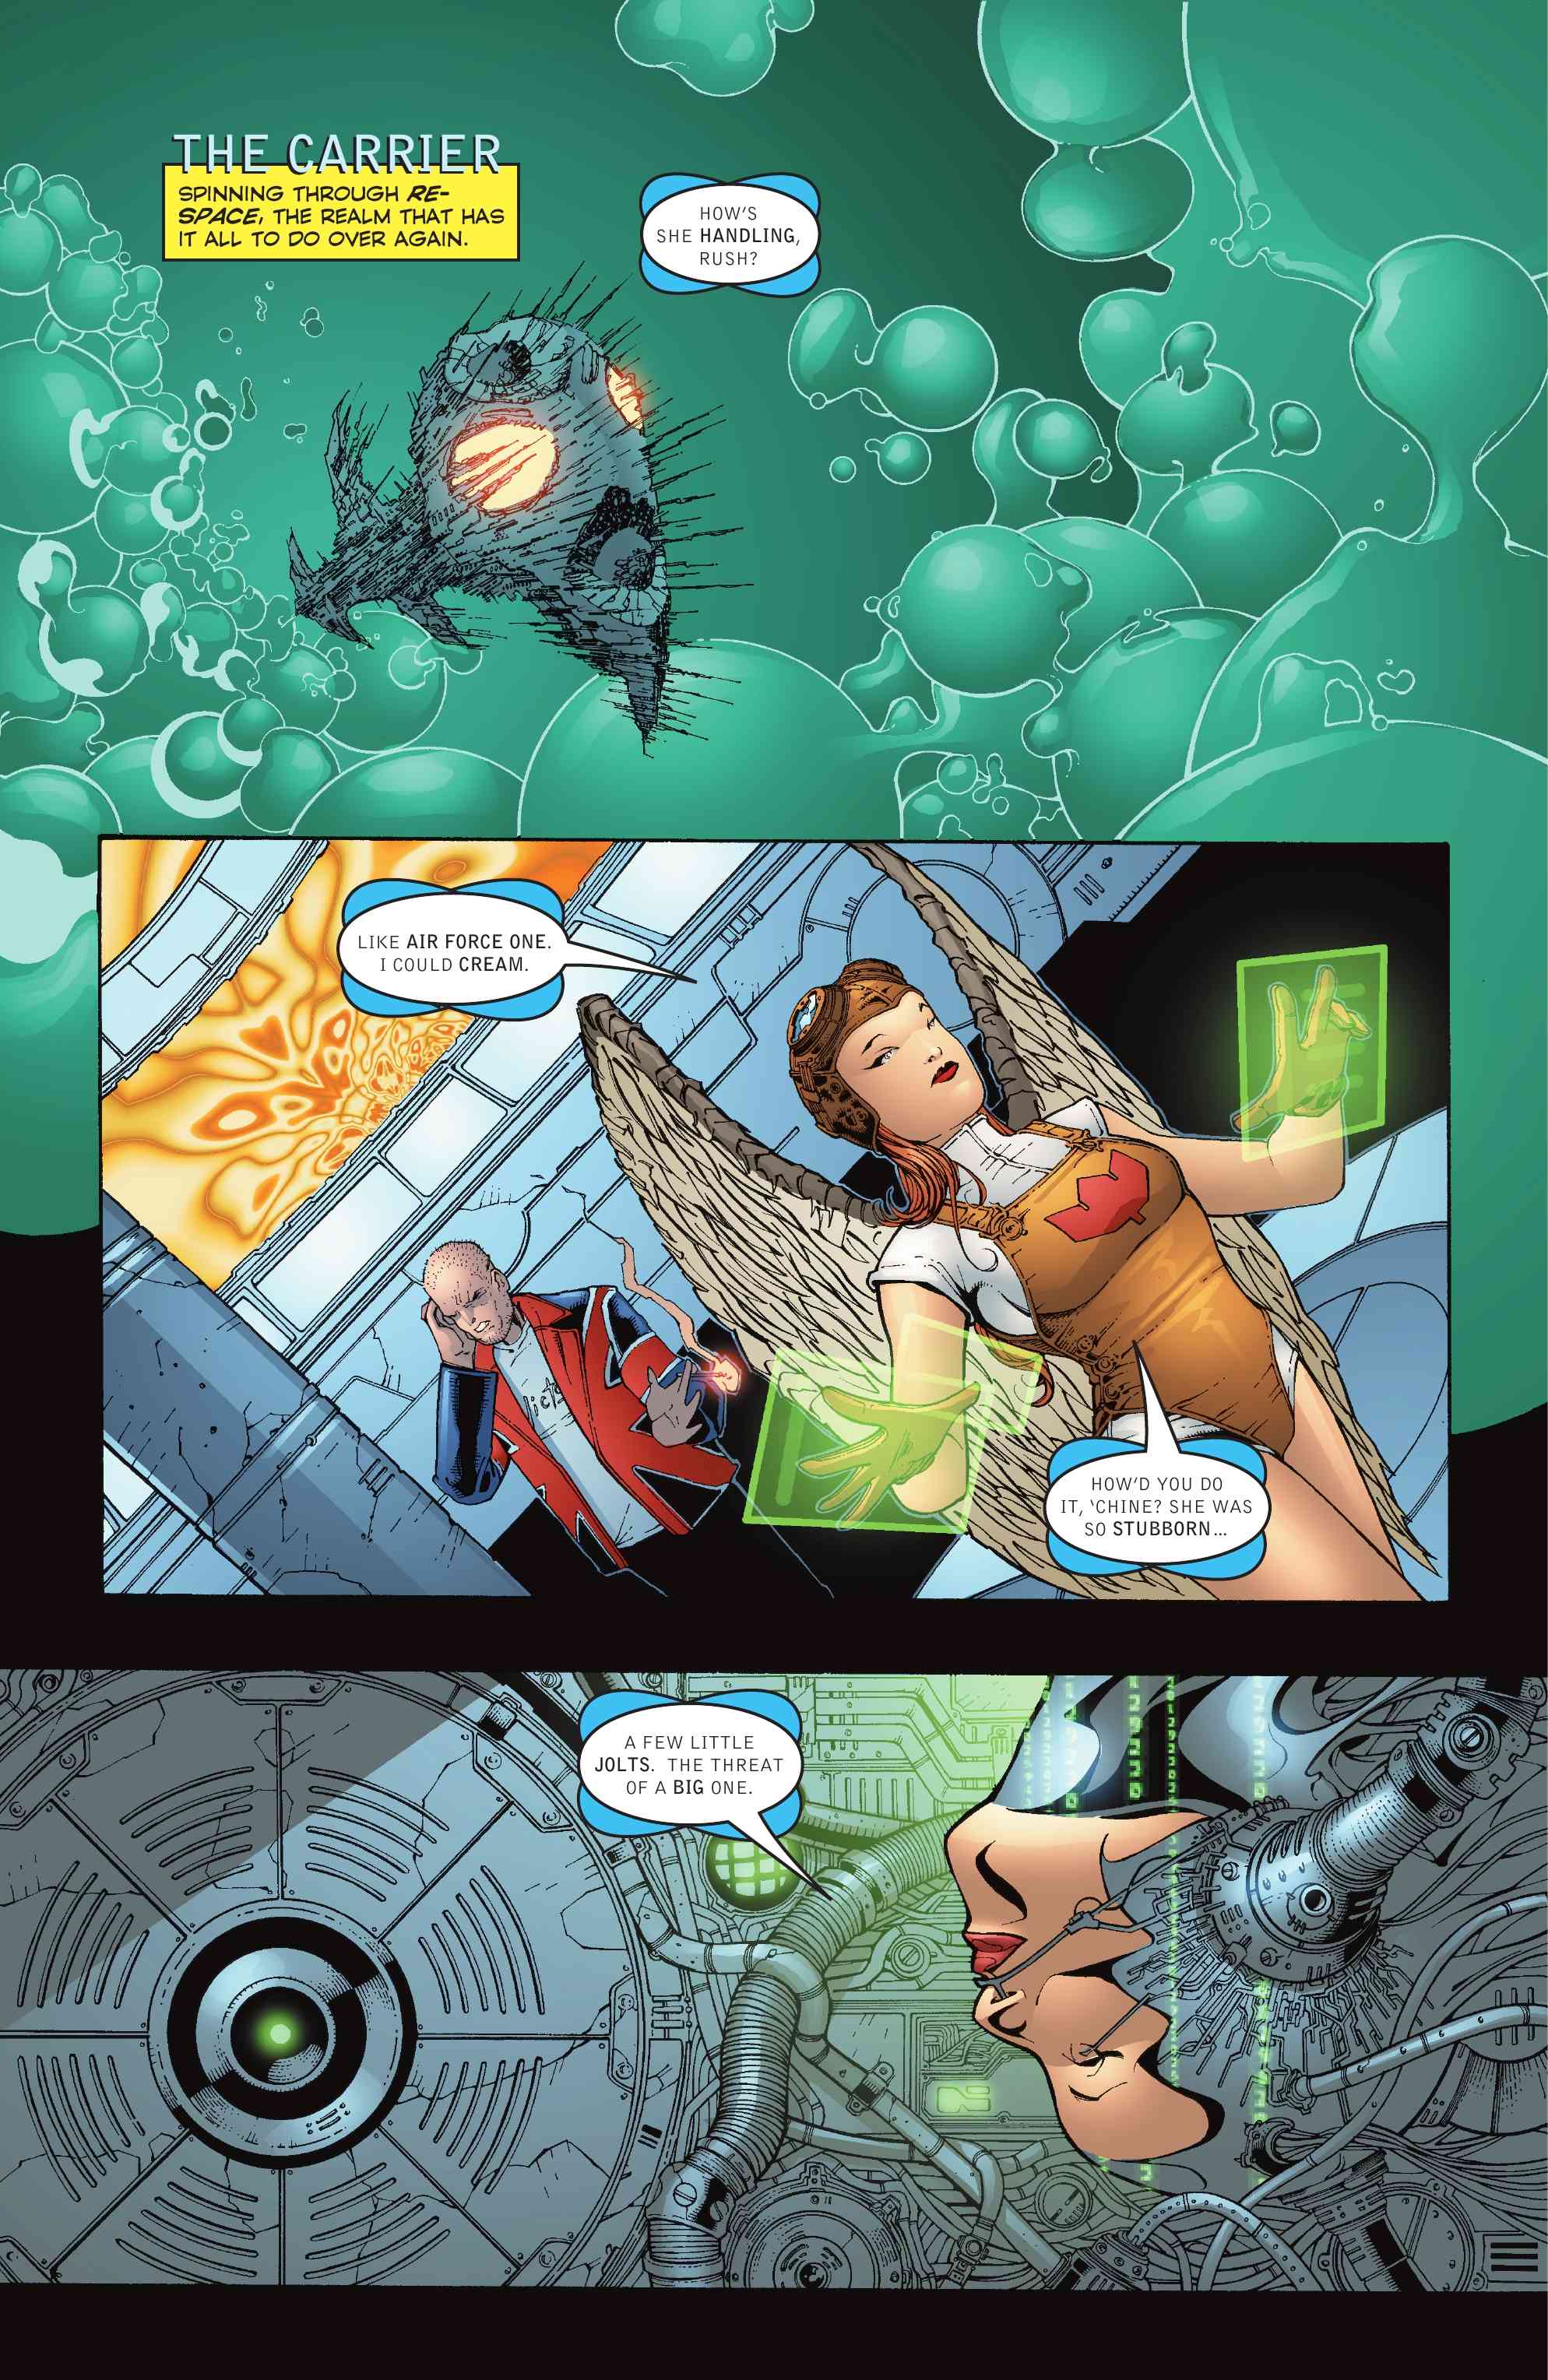 THE CARRIER
SPINNING THROUGH RE-
SPACE, THE REALM THAT HAS
IT ALL TO DO OVER AGAIN.
HOW'S
SHE HANDLING,
RUSH?
LIKE AIR FORCE ONE.
I COULD CREAM.
HOW'D YOU DO
IT, 'CHINE? SHE WAS
SO STUBBORN...
A FEW LITTLE
JOLTS. THE THREAT
OF A BIG ONE.